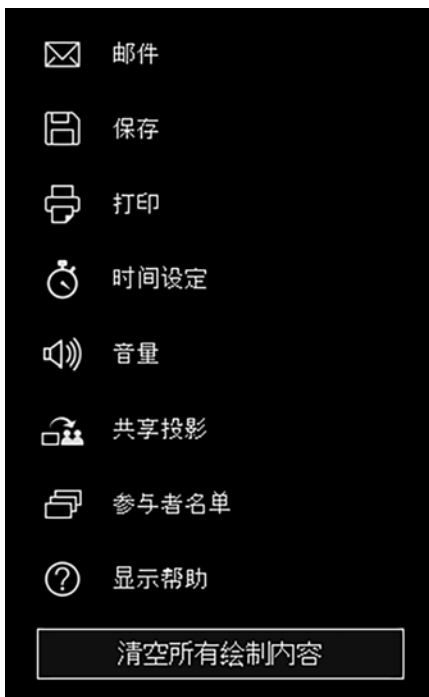 邮件
保存
打印
时间设定
音量
共享投影
参与者名单
显示帮助
清空所有绘制内容